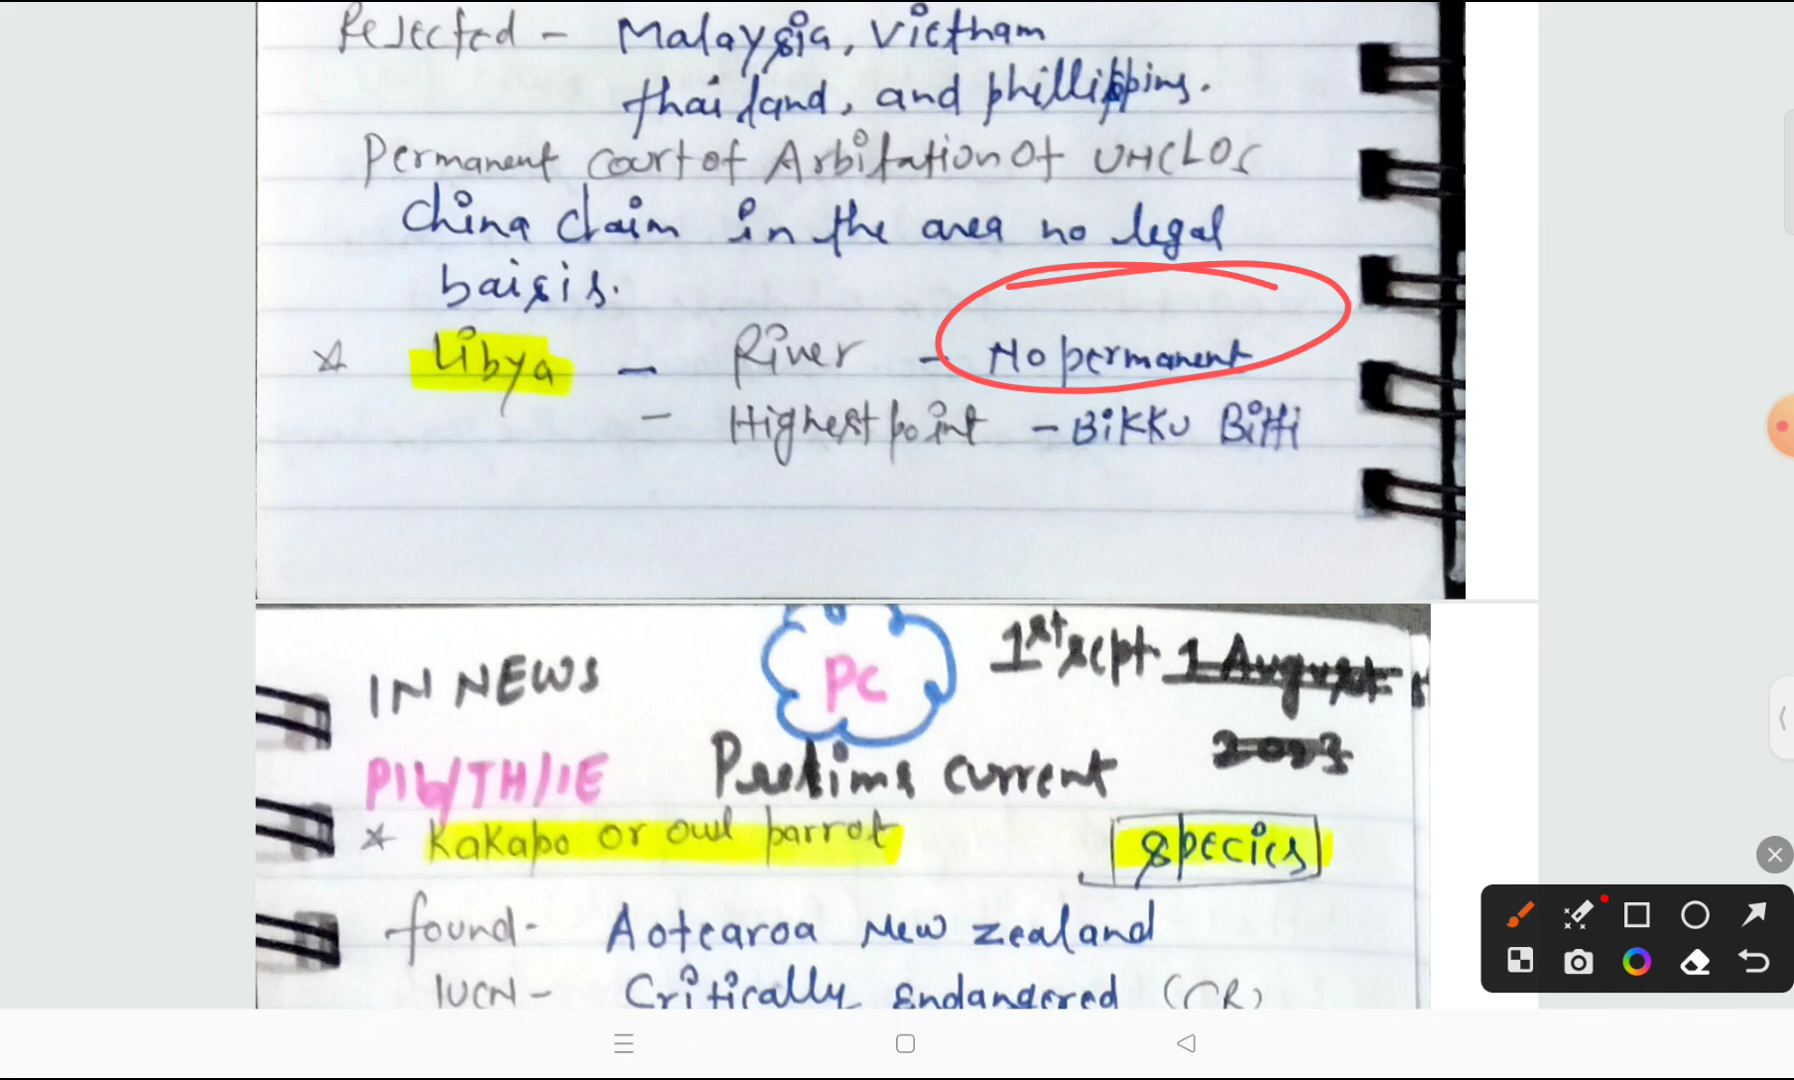 Rejected - Malaysia, Vietnam
thailand, and phillippins.
Permanent court of Arbitation Of UNCLOS
China claim in the area no legal
baisis.
Libya - River - No permanent
- Highest point - BiKKU Bitti
IN NEWS PC 1st sept 1 August
2023
PIB/TH/IE Prelims current
* Kakapo or owl parrot species
found - Aotearoa New zealand
IUCN - Critically Endangered (CR)